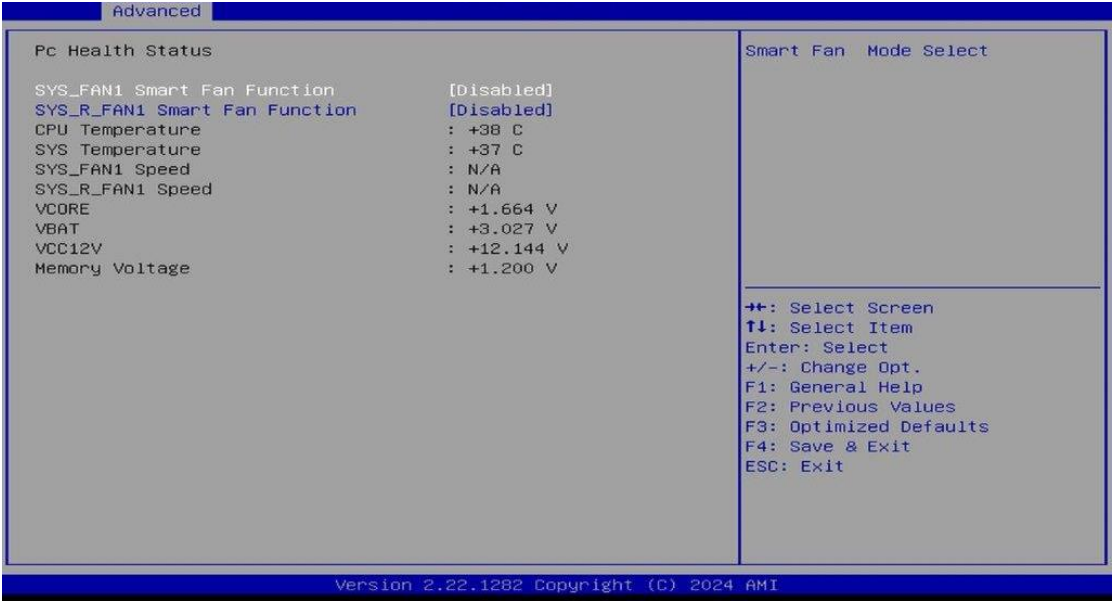 Advanced
Pc Health Status
SYS_FAN1 Smart Fan Function [Disabled]
SYS_R_FAN1 Smart Fan Function [Disabled]
CPU Temperature : +38 C
SYS Temperature : +37 C
SYS_FAN1 Speed : N/A
SYS_R_FAN1 Speed : N/A
VCORE : +1.664 V
VBAT : +3.027 V
VCC12V : +12.144 V
Memory Voltage : +1.200 V
Smart Fan Mode Select
→←: Select Screen
↑↓: Select Item
Enter: Select
+/-: Change Opt.
F1: General Help
F2: Previous Values
F3: Optimized Defaults
F4: Save & Exit
ESC: Exit
Version 2.22.1282 Copyright (C) 2024 AMI